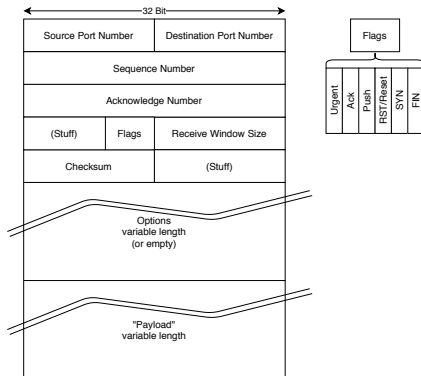 32 Bit
Source Port Number
Destination Port Number
Sequence Number
Acknowledge Number
(Stuff)
Flags
Receive Window Size
Checksum
(Stuff)
Options
variable length
(or empty)
"Payload"
variable length
Flags
Urgent
Ack
Push
RST/Reset
SYN
FIN